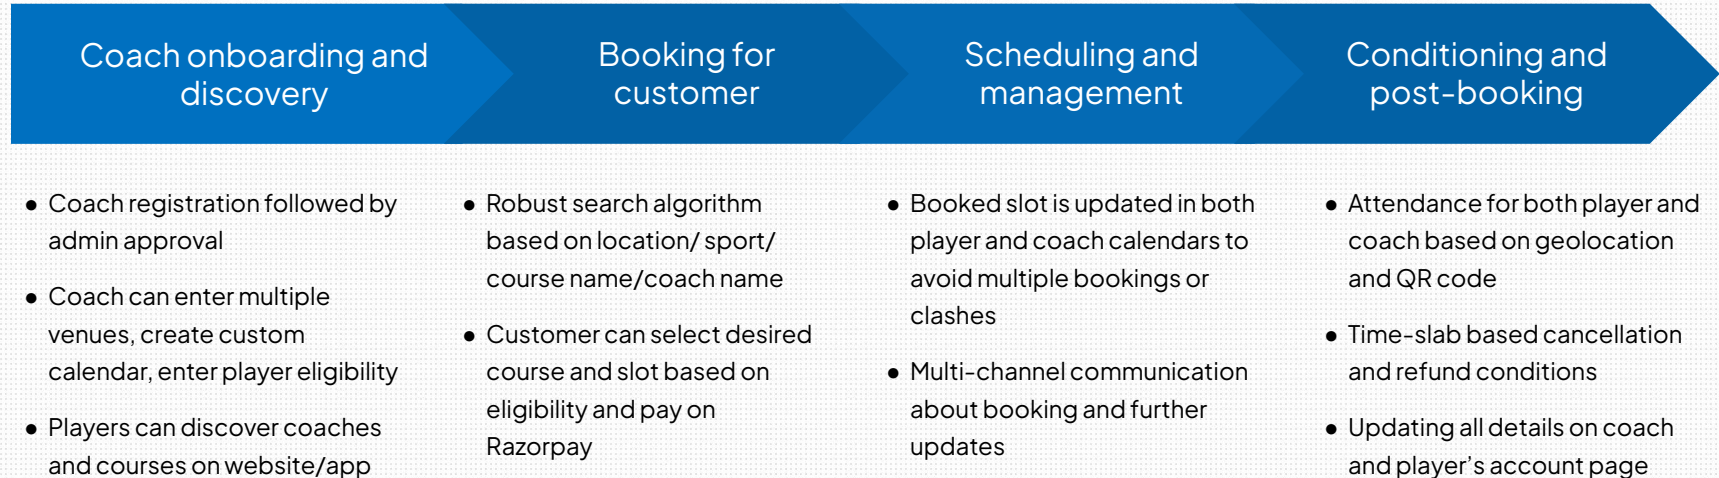 Coach onboarding and
discovery
Booking for
customer
Scheduling and
management
Conditioning and
post-booking
● Coach registration followed by
admin approval
● Coach can enter multiple
venues, create custom
calendar, enter player eligibility
● Players can discover coaches
and courses on website/app
● Robust search algorithm
based on location/ sport/
course name/coach name
● Customer can select desired
course and slot based on
eligibility and pay on
Razorpay
● Booked slot is updated in both
player and coach calendars to
avoid multiple bookings or
clashes
● Multi-channel communication
about booking and further
updates
● Attendance for both player and
coach based on geolocation
and QR code
● Time-slab based cancellation
and refund conditions
● Updating all details on coach
and player’s account page